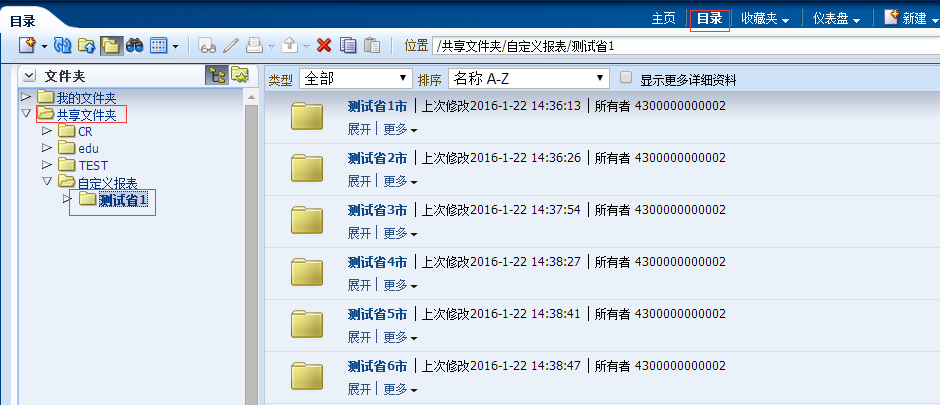 目录
主页 目录 收藏夹 仪表盘 新建
位置 /共享文件夹/自定义报表/测试省1
文件夹
类型 全部 排序 名称 A-Z 显示更多详细资料
我的文件夹
共享文件夹
CR
edu
TEST
自定义报表
测试省1
测试省1市 | 上次修改2016-1-22 14:36:13 | 所有者 4300000000002
展开 | 更多
测试省2市 | 上次修改2016-1-22 14:36:26 | 所有者 4300000000002
展开 | 更多
测试省3市 | 上次修改2016-1-22 14:37:54 | 所有者 4300000000002
展开 | 更多
测试省4市 | 上次修改2016-1-22 14:38:27 | 所有者 4300000000002
展开 | 更多
测试省5市 | 上次修改2016-1-22 14:38:41 | 所有者 4300000000002
展开 | 更多
测试省6市 | 上次修改2016-1-22 14:38:47 | 所有者 4300000000002
展开 | 更多